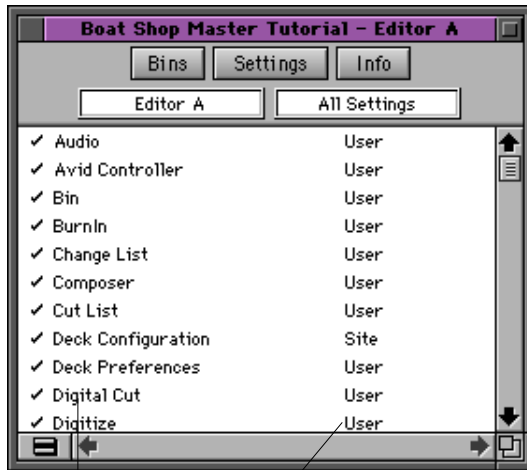 Boat Shop Master Tutorial - Editor A
Bins Settings Info
Editor A All Settings
✓ Audio User
✓ Avid Controller User
✓ Bin User
✓ BurnIn User
✓ Change List User
✓ Composer User
✓ Cut List User
✓ Deck Configuration Site
✓ Deck Preferences User
✓ Digital Cut User
✓ Digitize User